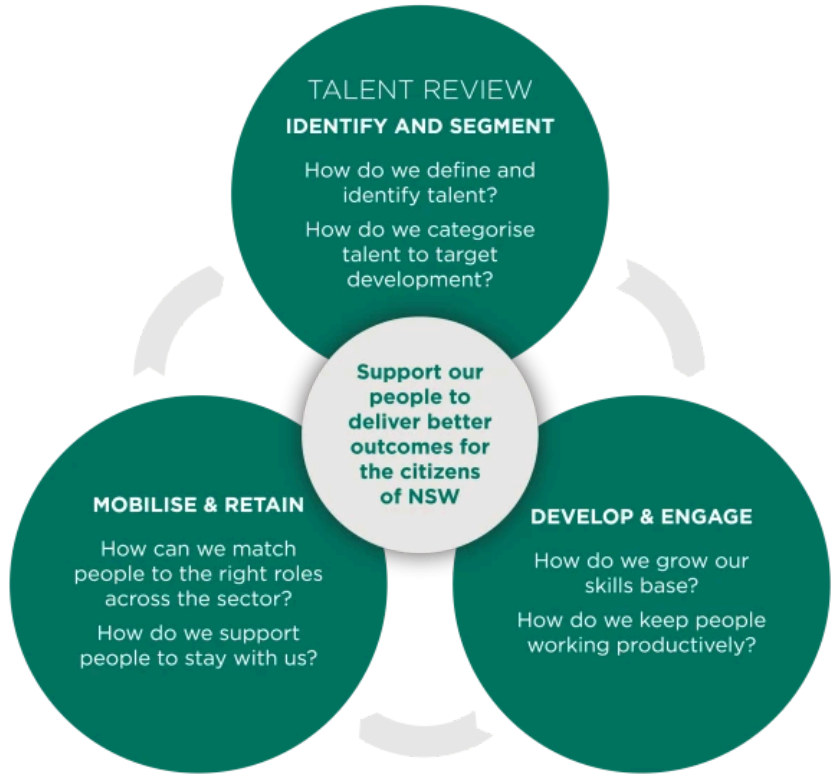 TALENT REVIEW
IDENTIFY AND SEGMENT
How do we define and
identify talent?
How do we categorise
talent to target
development?
Support our
people to
deliver better
outcomes for
the citizens
of NSW
MOBILISE & RETAIN
How can we match
people to the right roles
across the sector?
How do we support
people to stay with us?
DEVELOP & ENGAGE
How do we grow our
skills base?
How do we keep people
working productively?